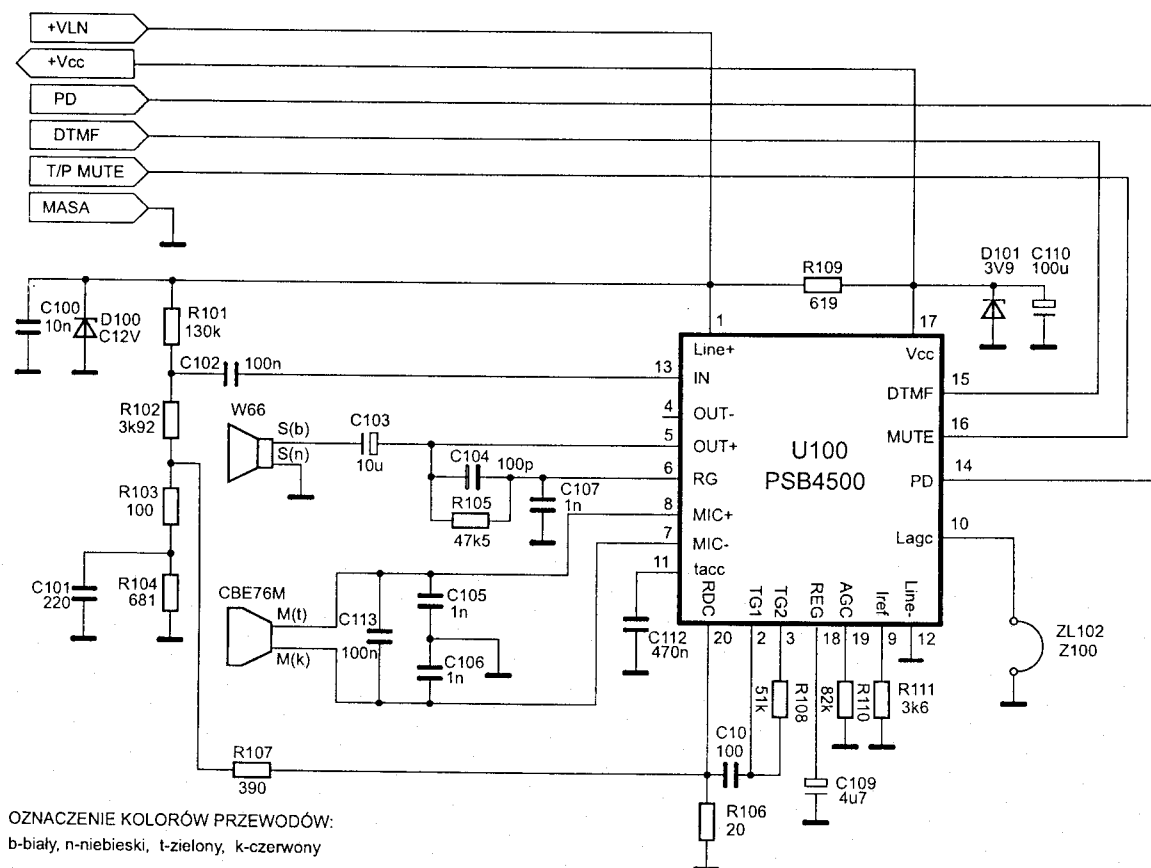 +VLN
+Vcc
PD
DTMF
T/P MUTE
MASA
C100
10n
D100
C12V
R101
130k
R109
619
D101
3V9
C110
100u
1
17
Line+
Vcc
C102
100n
13
IN
15
DTMF
R102
3k92
W66
S(b)
S(n)
C103
10u
4
OUT-
5
OUT+
16
MUTE
U100
PSB4500
C104
100p
6
RG
14
PD
R103
100
R105
47k5
C107
1n
8
MIC+
7
MIC-
10
Lagc
11
tacc
C101
220
R104
681
CBE76M
M(t)
M(k)
C113
100n
C105
1n
C106
1n
C112
470n
RDC
TG1
TG2
REG
AGC
Iref
Line-
20
2
3
18
19
9
12
ZL102
Z100
51k
R108
82k
R110
R111
3k6
R107
390
C10
100
C109
4u7
R106
20
OZNACZENIE KOLORÓW PRZEWODÓW:
b-biały, n-niebieski, t-zielony, k-czerwony